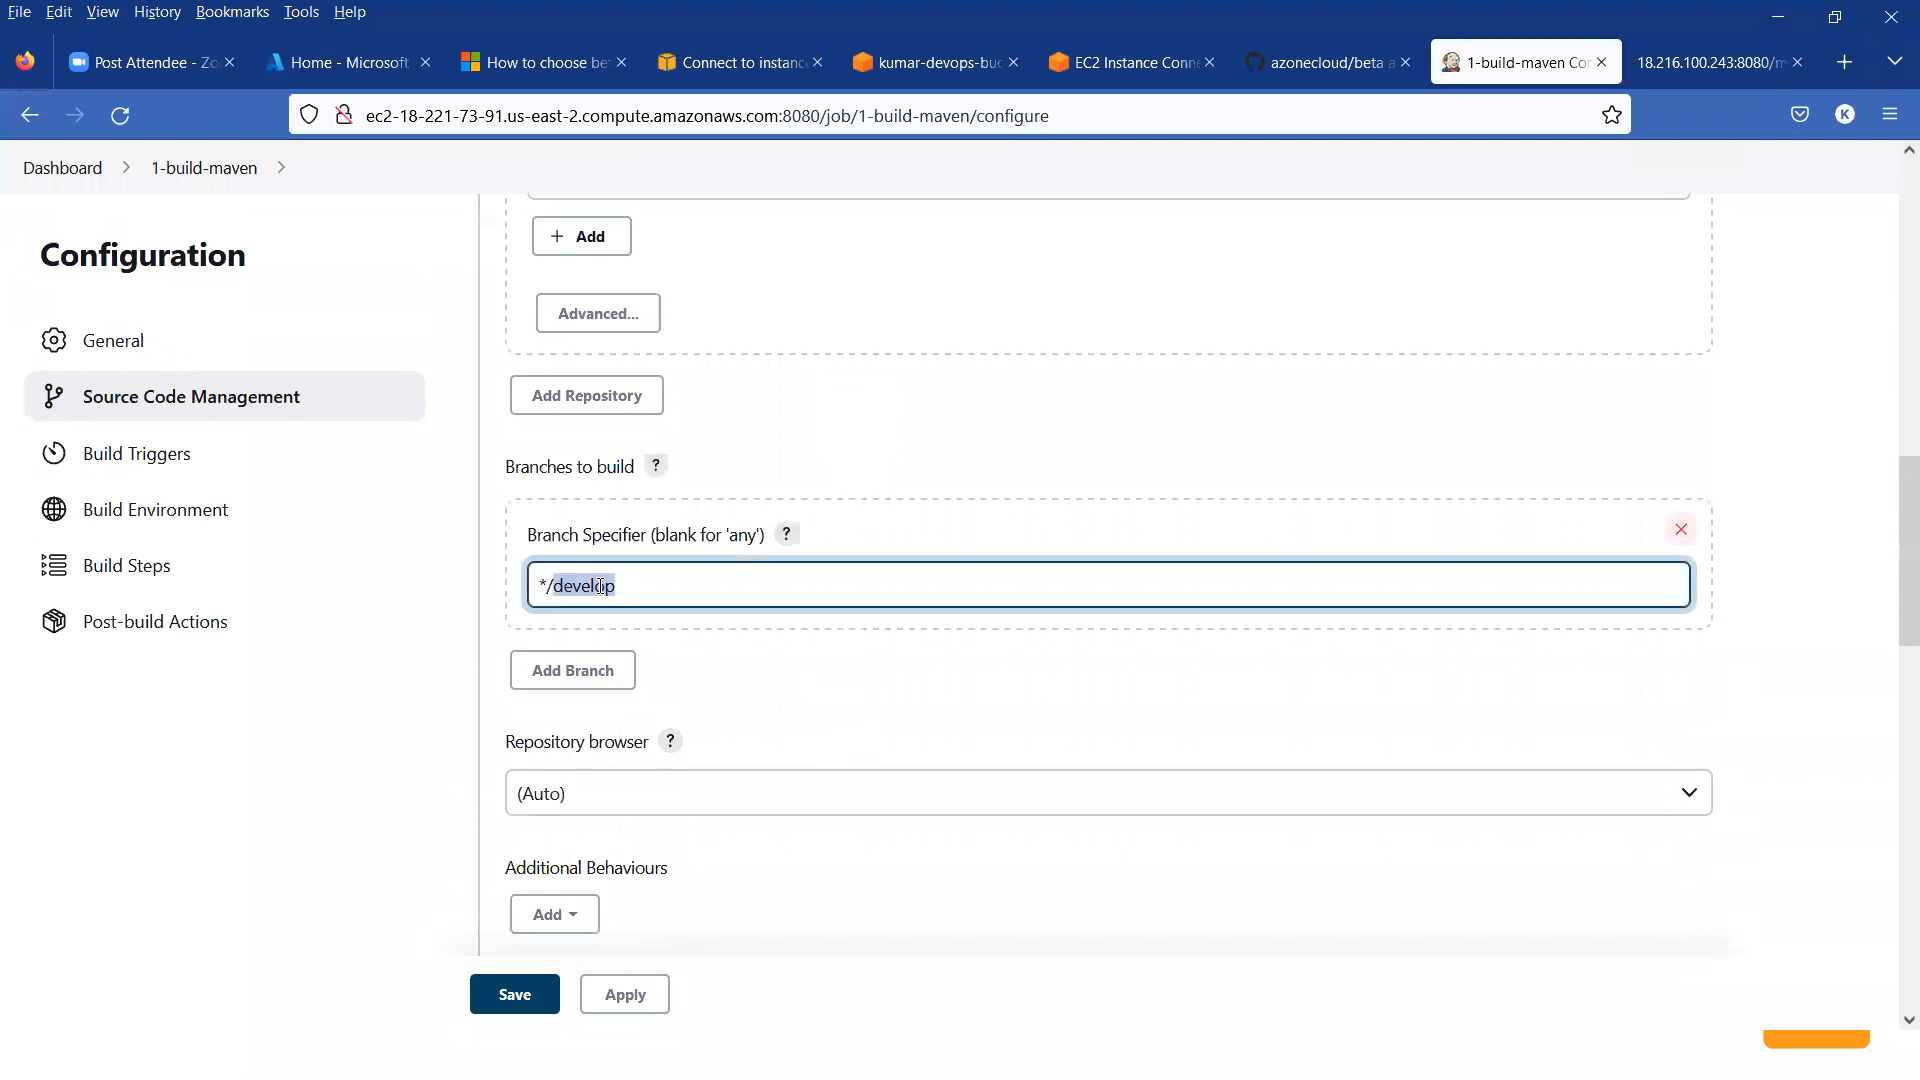 File Edit View History Bookmarks Tools Help
Post Attendee - Zo
Home - Microsoft
How to choose be
Connect to instanc
kumar-devops-buc
EC2 Instance Conn
azonecloud/beta a
1-build-maven Con
18.216.100.243:8080/m
ec2-18-221-73-91.us-east-2.compute.amazonaws.com:8080/job/1-build-maven/configure
K
Dashboard > 1-build-maven >
Configuration
General
Source Code Management
Build Triggers
Build Environment
Build Steps
Post-build Actions
+ Add
Advanced...
Add Repository
Branches to build ?
Branch Specifier (blank for 'any') ?
*/develop
Add Branch
Repository browser ?
(Auto)
Additional Behaviours
Add
Save
Apply